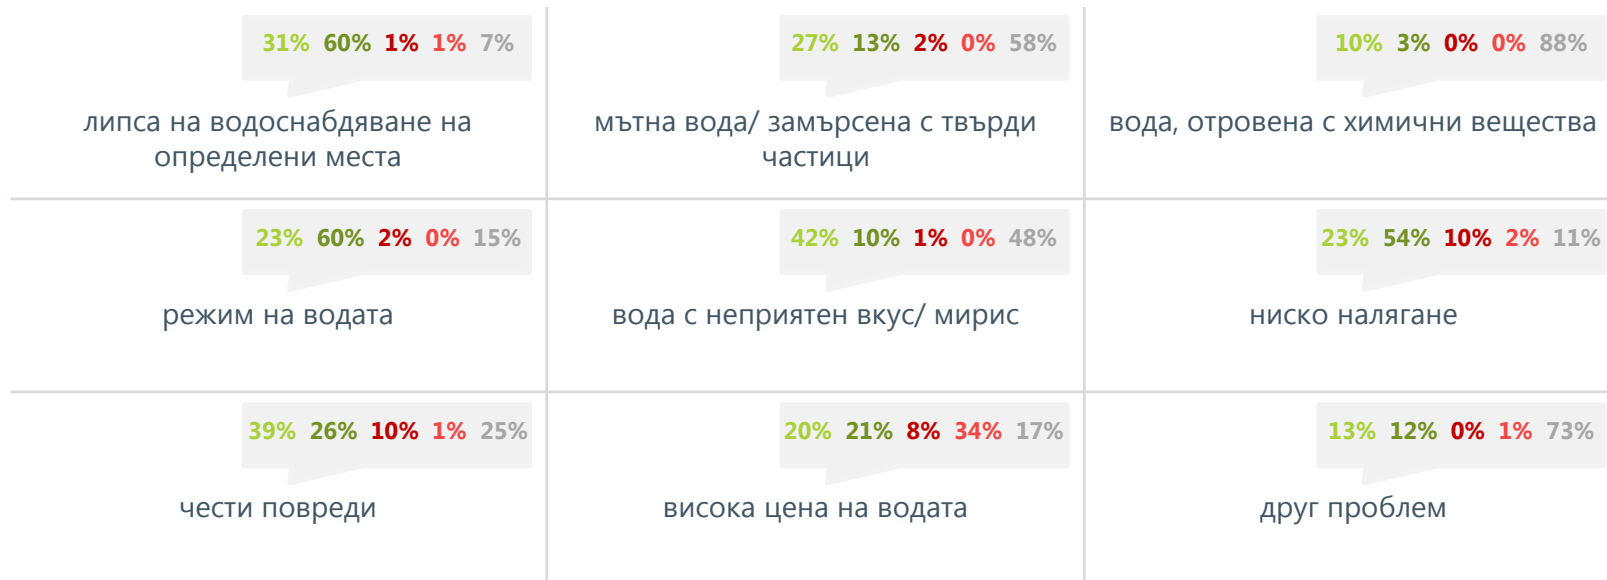 31% 60% 1% 1% 7%
липса на водоснабдяване на
определени места
27% 13% 2% 0% 58%
мътна вода/ замърсена с твърди
частици
10% 3% 0% 0% 88%
вода, отровена с химични вещества
23% 60% 2% 0% 15%
режим на водата
42% 10% 1% 0% 48%
вода с неприятен вкус/ мирис
23% 54% 10% 2% 11%
ниско налягане
39% 26% 10% 1% 25%
чести повреди
20% 21% 8% 34% 17%
висока цена на водата
13% 12% 0% 1% 73%
друг проблем